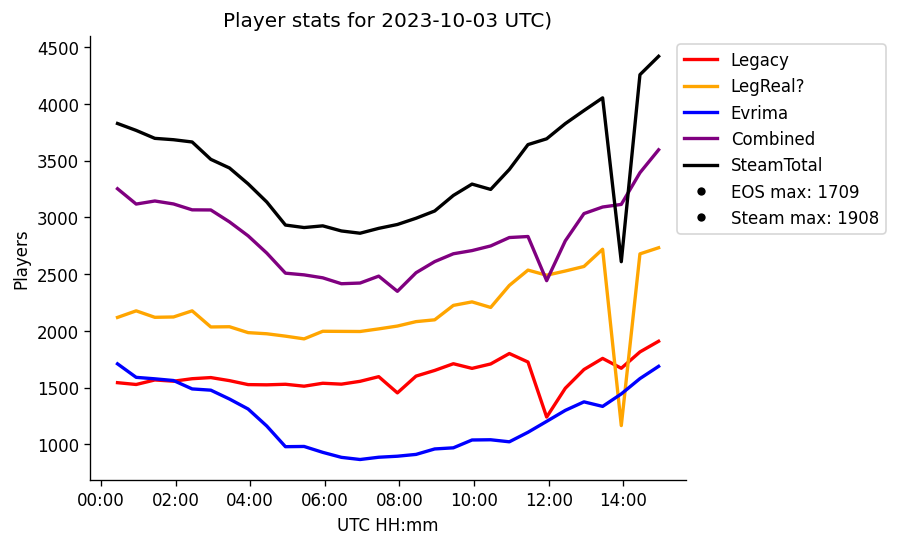 Player stats for 2023-10-03 UTC)
Legacy
LegReal?
Evrima
Combined
SteamTotal
EOS max: 1709
Steam max: 1908
Players
4500
4000
3500
3000
2500
2000
1500
1000
00:00 02:00 04:00 06:00 08:00 10:00 12:00 14:00
UTC HH:mm